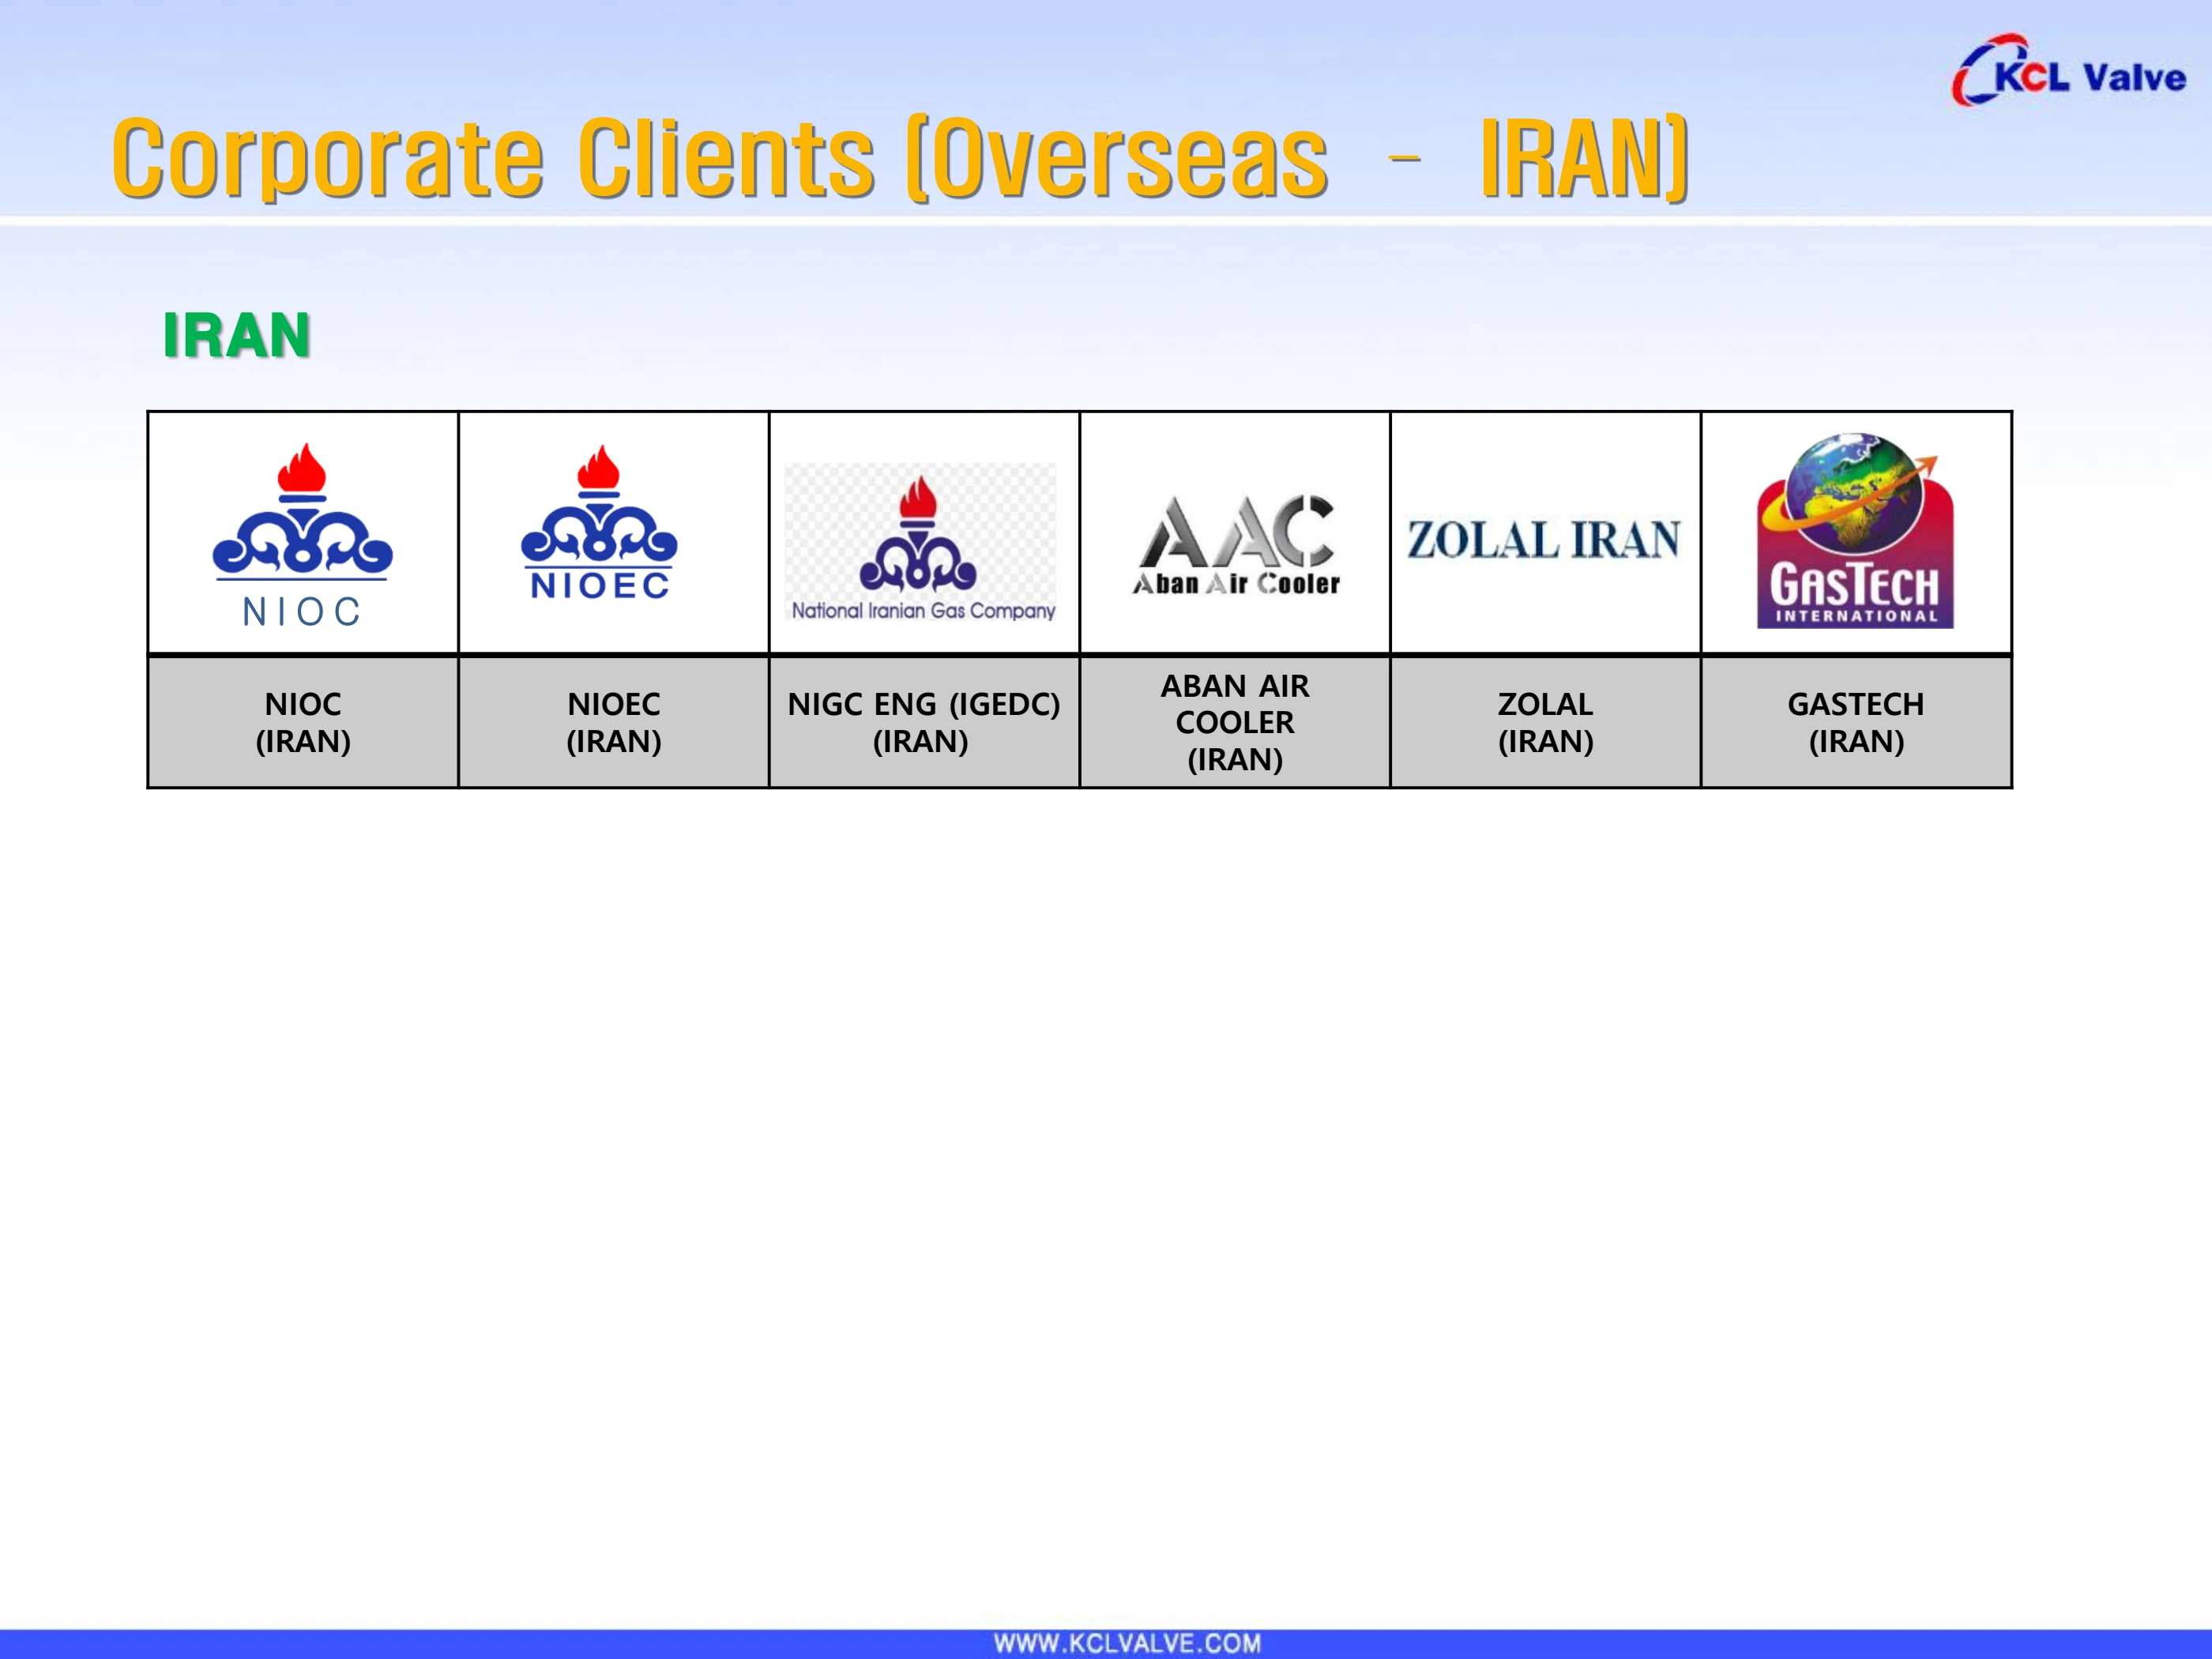 KCL Valve
Corporate Clients (Overseas - IRAN)
IRAN
NIOC
NIOEC
National Iranian Gas Company
AAC
Aban Air Cooler
ZOLAL IRAN
GASTECH
INTERNATIONAL
NIOC
(IRAN)
NIOEC
(IRAN)
NIGC ENG (IGEDC)
(IRAN)
ABAN AIR
COOLER
(IRAN)
ZOLAL
(IRAN)
GASTECH
(IRAN)
WWW.KCLVALVE.COM